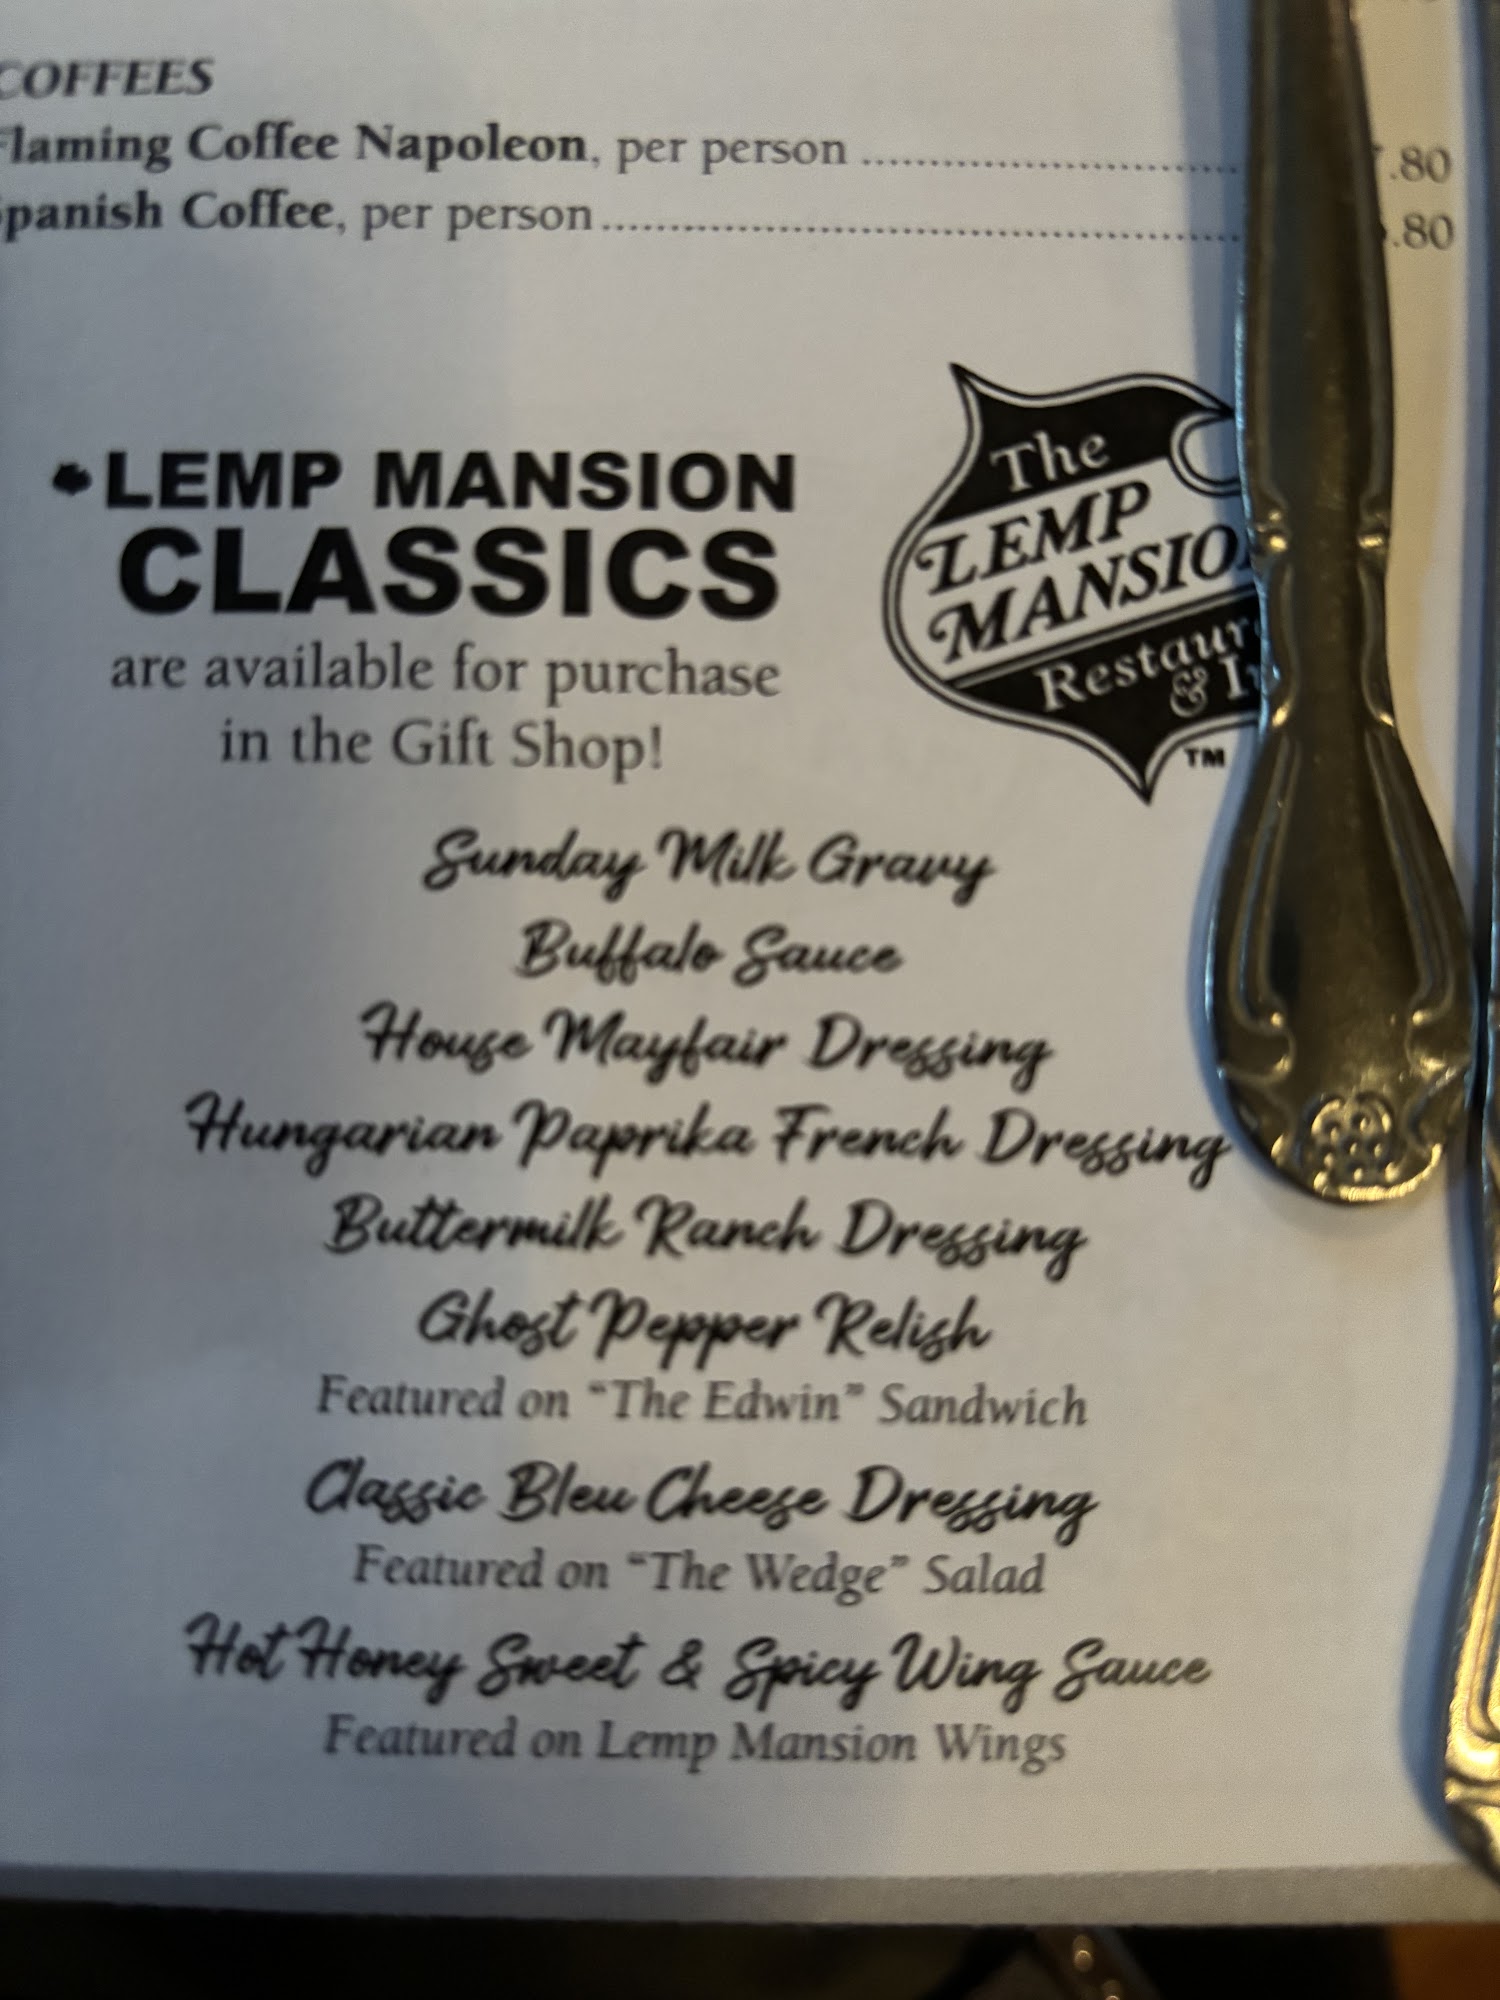 COFFEES
Flaming Coffee Napoleon, per person .80
Spanish Coffee, per person .80
LEMP MANSION
CLASSICS
are available for purchase
in the Gift Shop!
The
LEMP
MANSIO
Restaur
&
TM
Sunday Milk Gravy
Buffalo Sauce
House Mayfair Dressing
Hungarian Paprika French Dressing
Buttermilk Ranch Dressing
Ghost Pepper Relish
Featured on “The Edwin” Sandwich
Classic Bleu Cheese Dressing
Featured on “The Wedge” Salad
Hot Honey Sweet & Spicy Wing Sauce
Featured on Lemp Mansion Wings